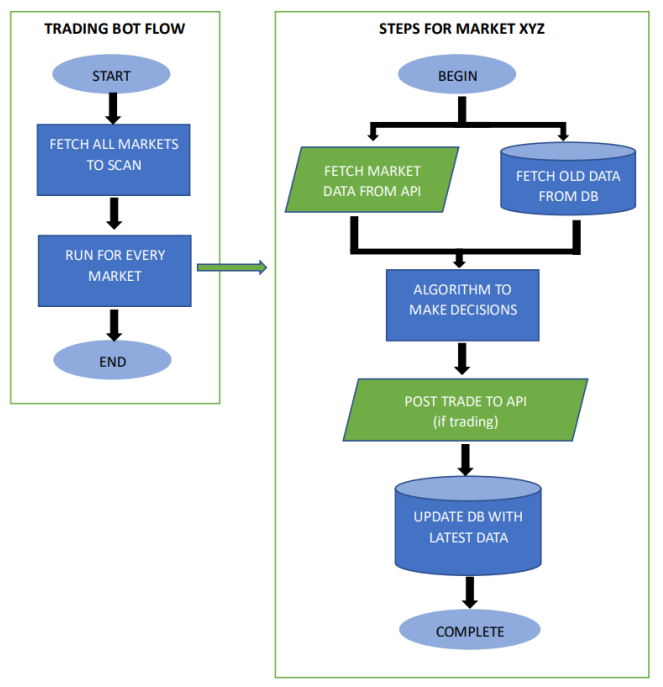 TRADING BOT FLOW
START
FETCH ALL MARKETS
TO SCAN
RUN FOR EVERY
MARKET
END
STEPS FOR MARKET XYZ
BEGIN
FETCH MARKET
DATA FROM API
FETCH OLD DATA
FROM DB
ALGORITHM TO
MAKE DECISIONS
POST TRADE TO API
(if trading)
UPDATE DB WITH
LATEST DATA
COMPLETE